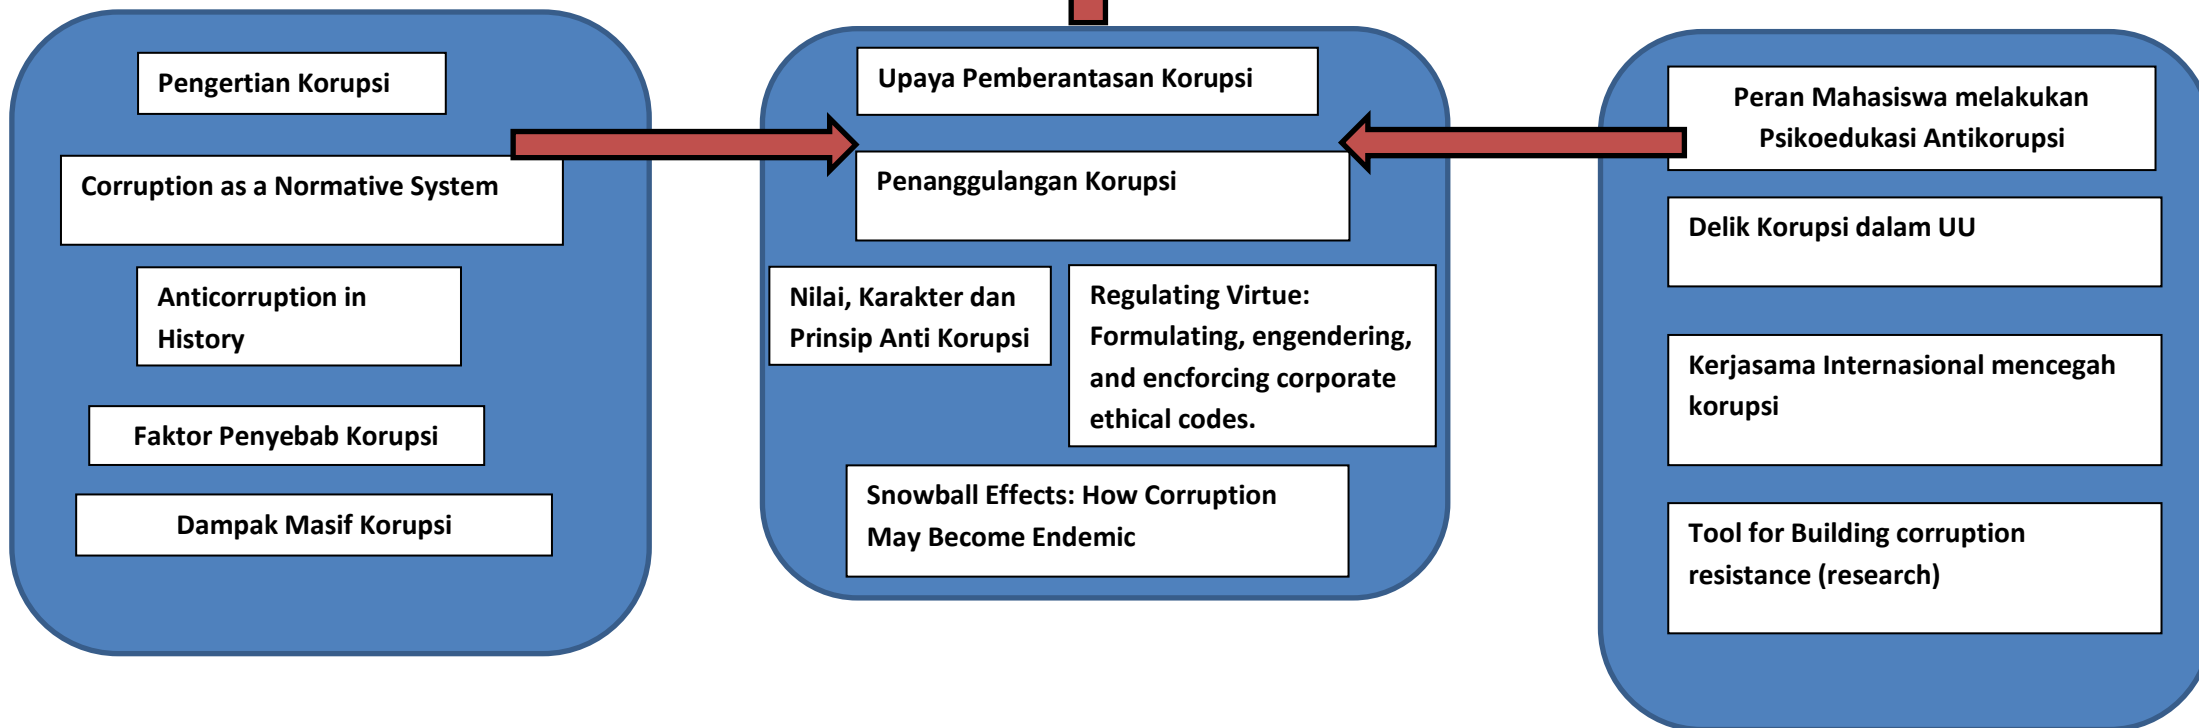 Pengertian Korupsi
Corruption as a Normative System
Anticorruption in
History
Faktor Penyebab Korupsi
Dampak Masif Korupsi
Upaya Pemberantasan Korupsi
Penanggulangan Korupsi
Nilai, Karakter dan
Prinsip Anti Korupsi
Regulating Virtue:
Formulating, engendering,
and encforcing corporate
ethical codes.
Snowball Effects: How Corruption
May Become Endemic
Peran Mahasiswa melakukan
Psikoedukasi Antikorupsi
Delik Korupsi dalam UU
Kerjasama Internasional mencegah
korupsi
Tool for Building corruption
resistance (research)